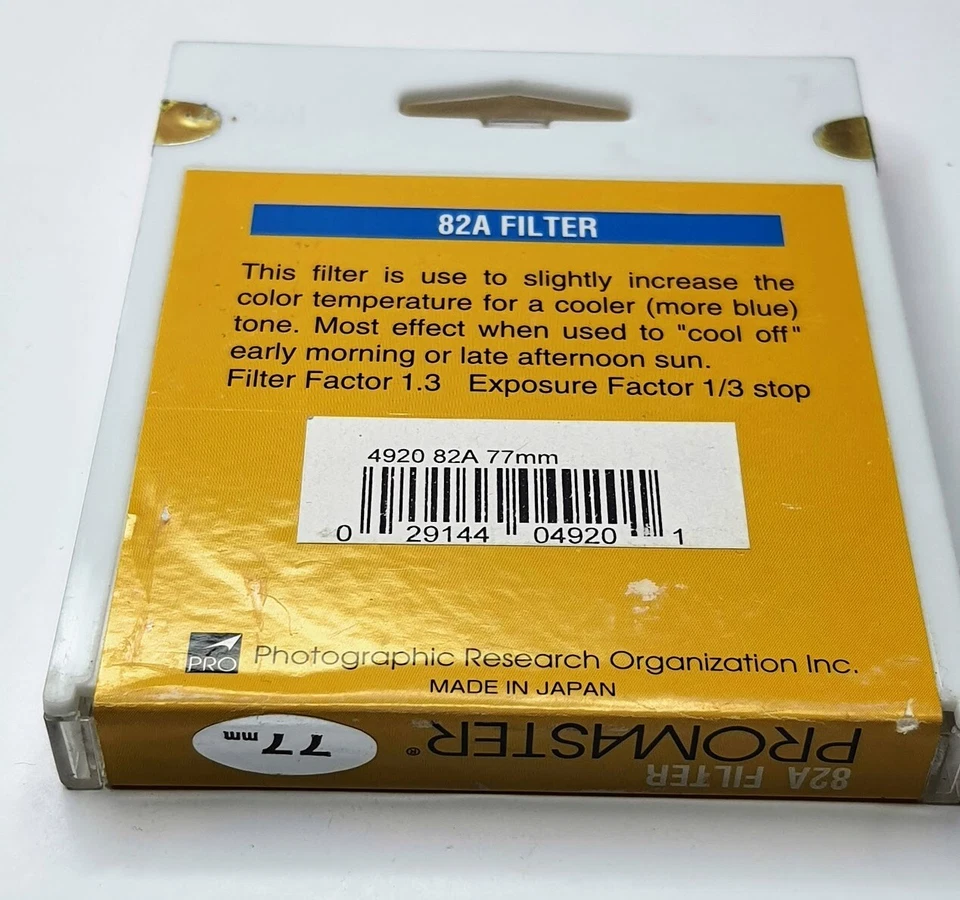 82A FILTER
This filter is use to slightly increase the
color temperature for a cooler (more blue)
tone. Most effect when used to "cool off"
early morning or late afternoon sun.
Filter Factor 1.3 Exposure Factor 1/3 stop
4920 82A 77mm
0 29144 04920 1
PRO Photographic Research Organization Inc.
MADE IN JAPAN
PROMASTER® 77mm
82A FILTER